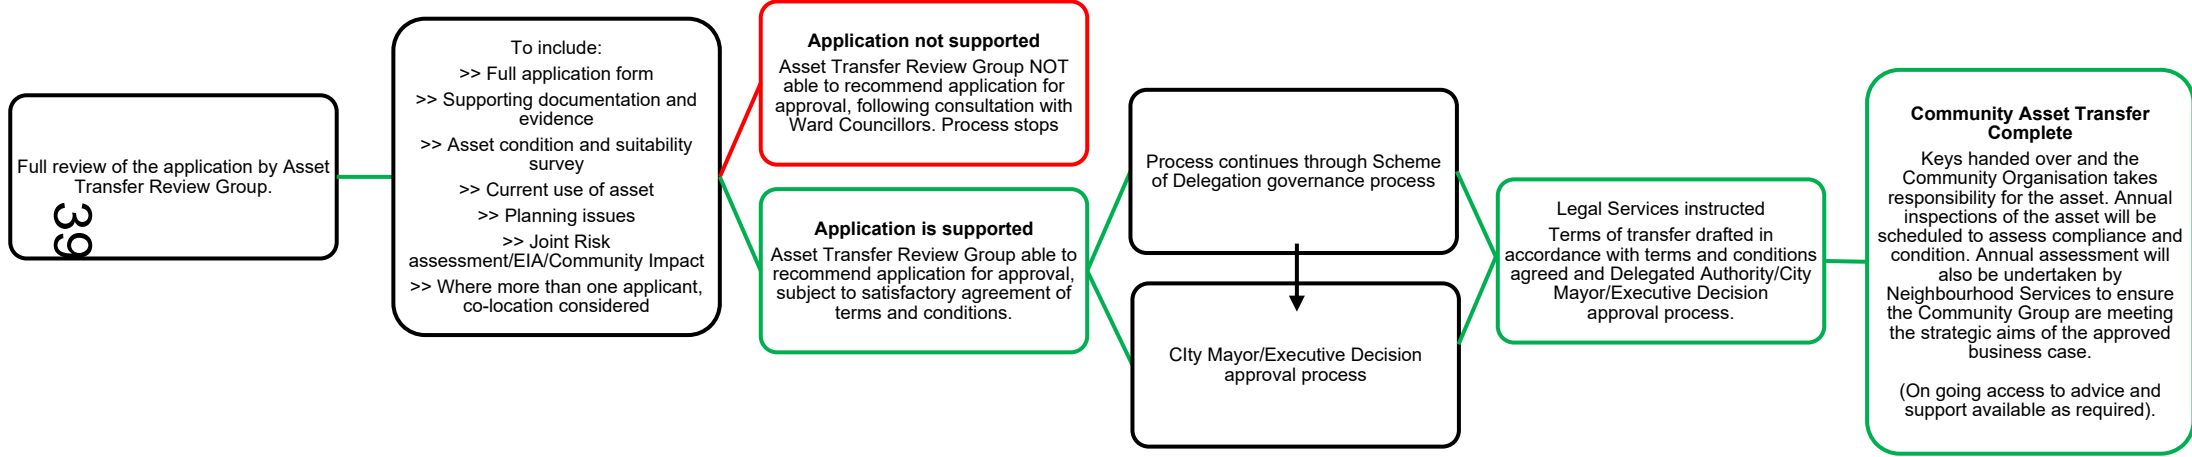 Full review of the application by Asset
Transfer Review Group.
39
To include:
>> Full application form
>> Supporting documentation and
evidence
>> Asset condition and suitability
survey
>> Current use of asset
>> Planning issues
>> Joint Risk
assessment/EIA/Community Impact
>> Where more than one applicant,
co-location considered
Application not supported
Asset Transfer Review Group NOT
able to recommend application for
approval, following consultation with
Ward Councillors. Process stops
Application is supported
Asset Transfer Review Group able to
recommend application for approval,
subject to satisfactory agreement of
terms and conditions.
Process continues through Scheme
of Delegation governance process
CIty Mayor/Executive Decision
approval process
Legal Services instructed
Terms of transfer drafted in
accordance with terms and conditions
agreed and Delegated Authority/City
Mayor/Executive Decision
approval process.
Community Asset Transfer
Complete
Keys handed over and the
Community Organisation takes
responsibility for the asset. Annual
inspections of the asset will be
scheduled to assess compliance and
condition. Annual assessment will
also be undertaken by
Neighbourhood Services to ensure
the Community Group are meeting
the strategic aims of the approved
business case.
(On going access to advice and
support available as required).